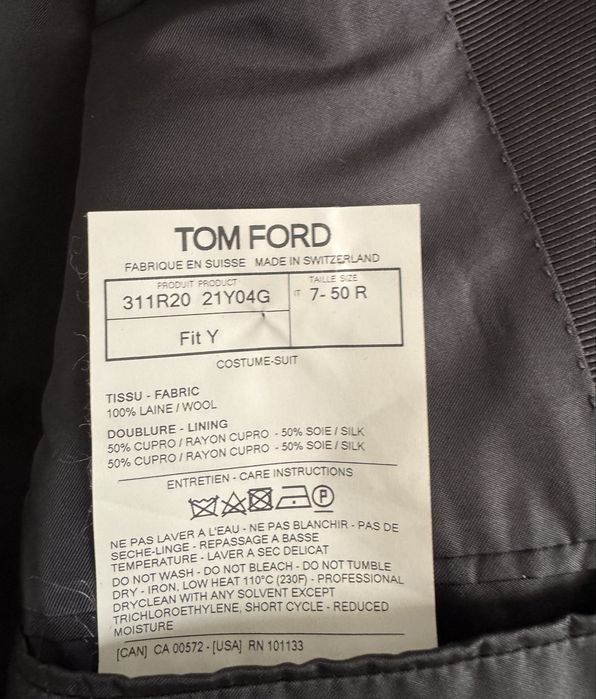 TOM FORD
FABRIQUE EN SUISSE MADE IN SWITZERLAND
PRODUIT PRODUCT
311R20 21Y04G
TAILLE SIZE
IT 7- 50 R
Fit Y
COSTUME-SUIT
TISSU - FABRIC
100% LAINE / WOOL
DOUBLURE - LINING
50% CUPRO / RAYON CUPRO - 50% SOIE / SILK
50% CUPRO / RAYON CUPRO - 50% SOIE / SILK
ENTRETIEN - CARE INSTRUCTIONS
P
NE PAS LAVER A L'EAU - NE PAS BLANCHIR - PAS DE
SECHE-LINGE - REPASSAGE A BASSE
TEMPERATURE - LAVER A SEC DELICAT
DO NOT WASH - DO NOT BLEACH - DO NOT TUMBLE
DRY - IRON, LOW HEAT 110°C (230F) - PROFESSIONAL
DRYCLEAN WITH ANY SOLVENT EXCEPT
TRICHLOROETHYLENE, SHORT CYCLE - REDUCED
MOISTURE
[CAN] CA 00572 - [USA] RN 101133